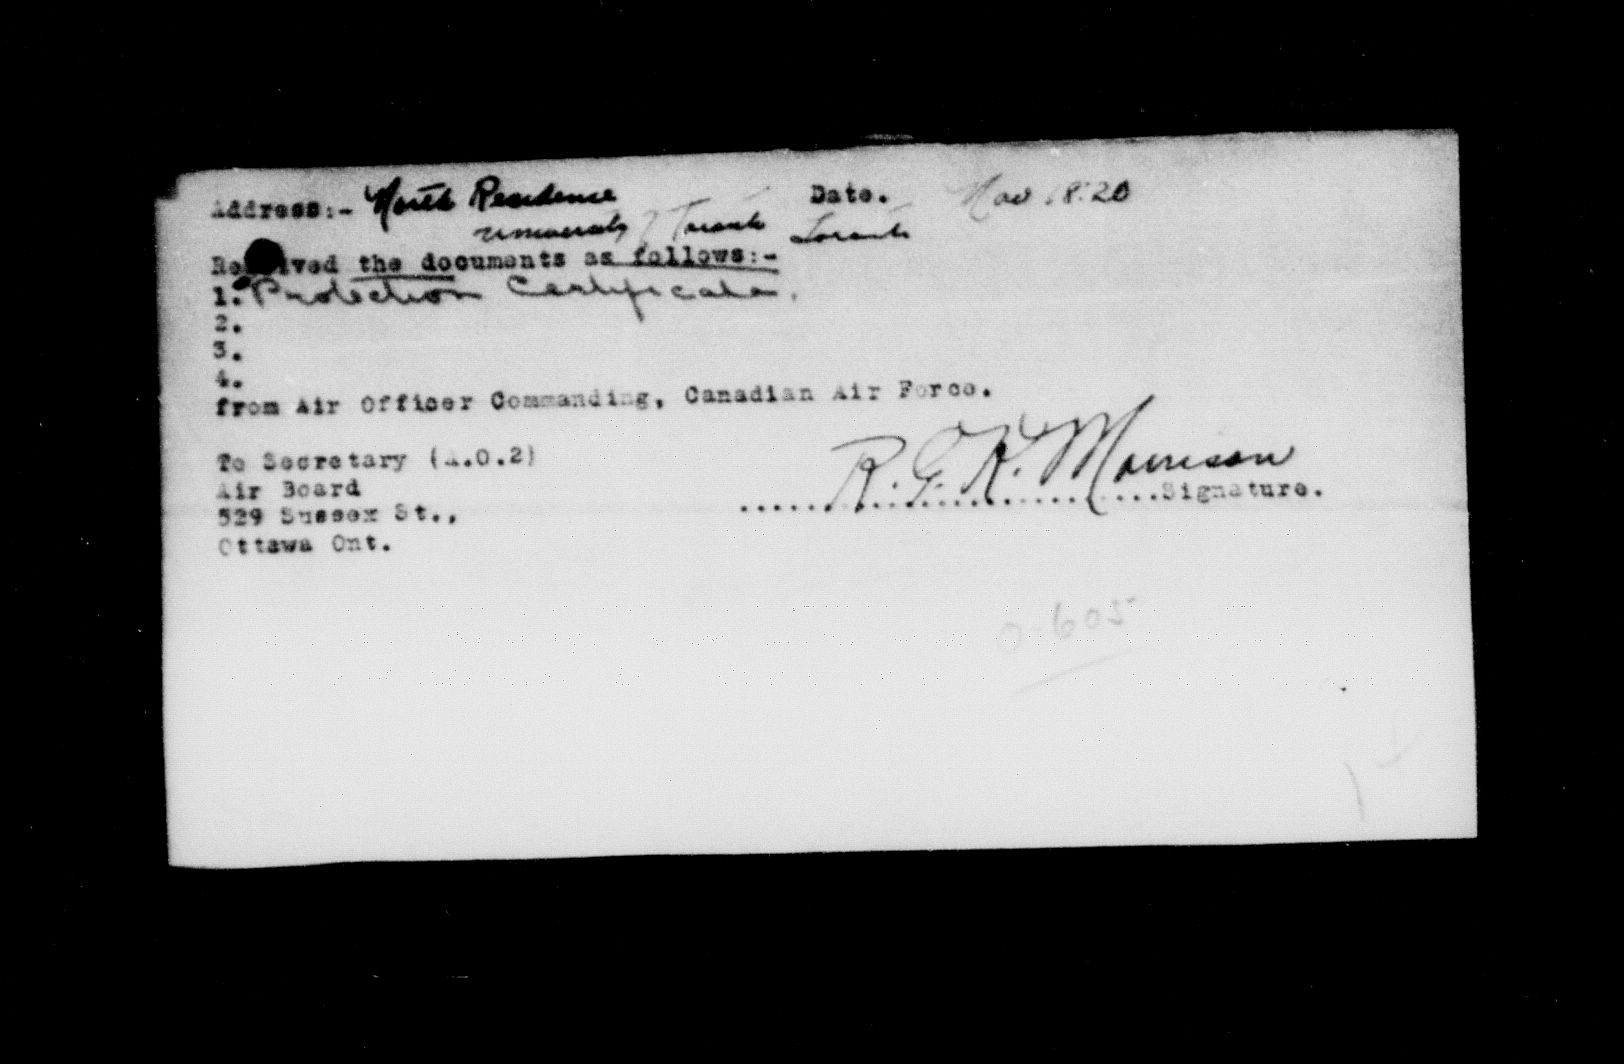 Address:- North Residence Date. Nov 18.20
University of Toronto Toronto
Received the documents as follows:-
1. Protection Certificate.
2.
3.
4.
from Air Officer Commanding, Canadian Air Force.
To Secretary (A.O.2)
Air Board
R. G. K. Morrison
..............................Signature.
529 Sussex St.,
Ottawa Ont.
0-605